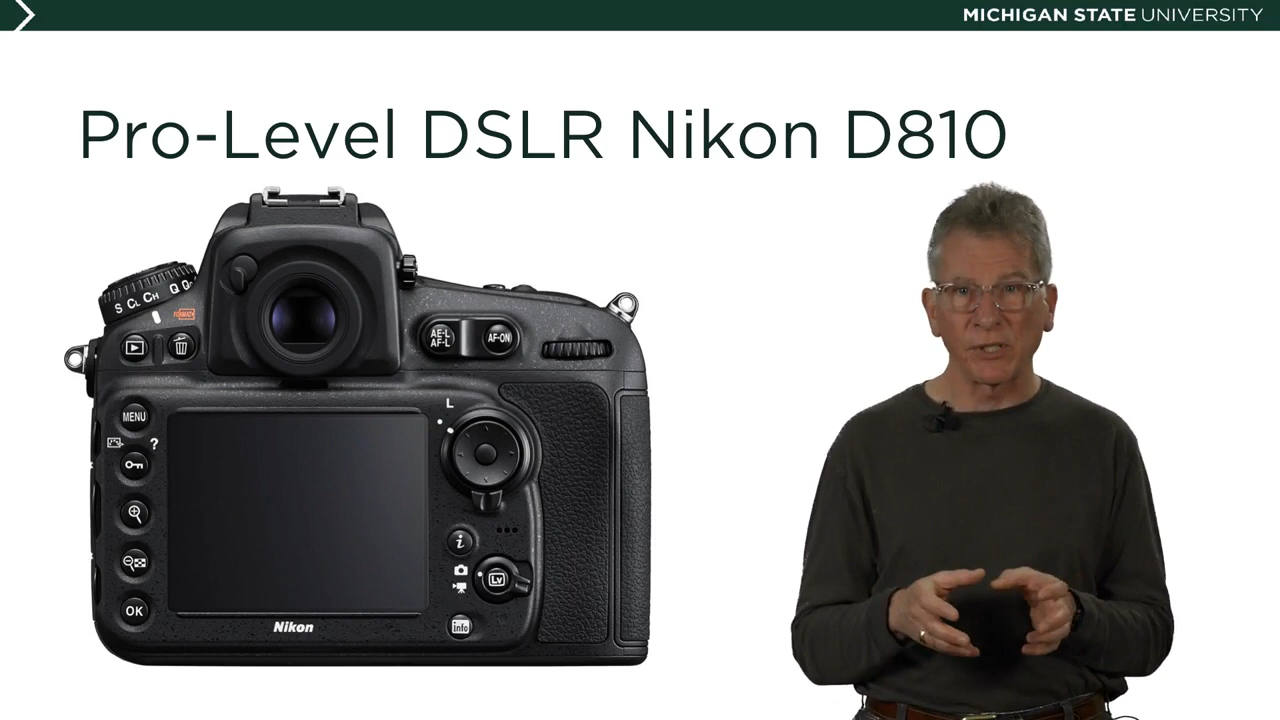 MICHIGAN STATE UNIVERSITY
Pro-Level DSLR Nikon D810
S CL CH Q
FORMAT
AE-L
AF-L
AF-ON
MENU
L
?
i
Lv
OK
Nikon
info